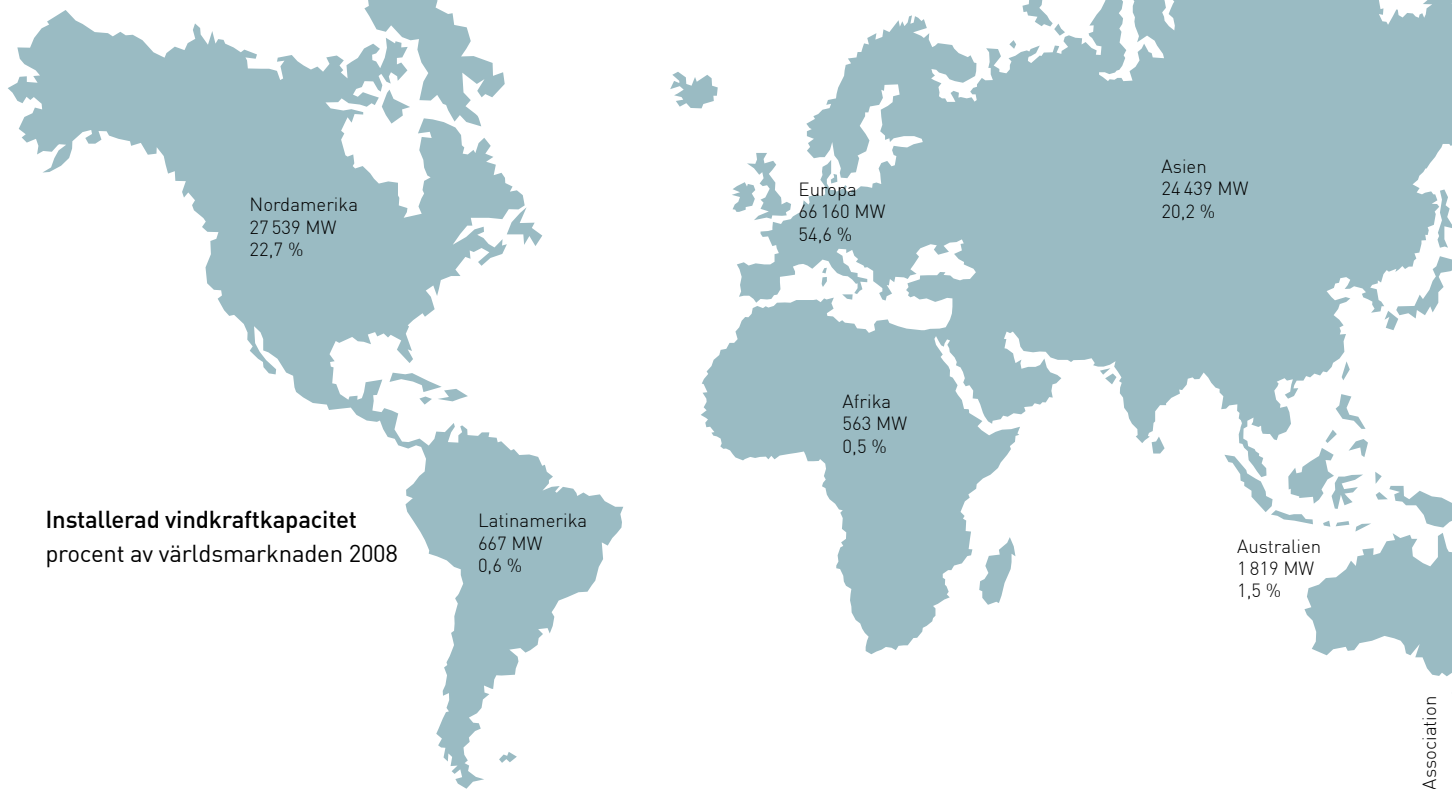 Nordamerika
27 539 MW
22,7 %
Europa
66 160 MW
54,6 %
Asien
24 439 MW
20,2 %
Afrika
563 MW
0,5 %
Installerad vindkraftkapacitet
procent av världsmarknaden 2008
Latinamerika
667 MW
0,6 %
Australien
1 819 MW
1,5 %
Association